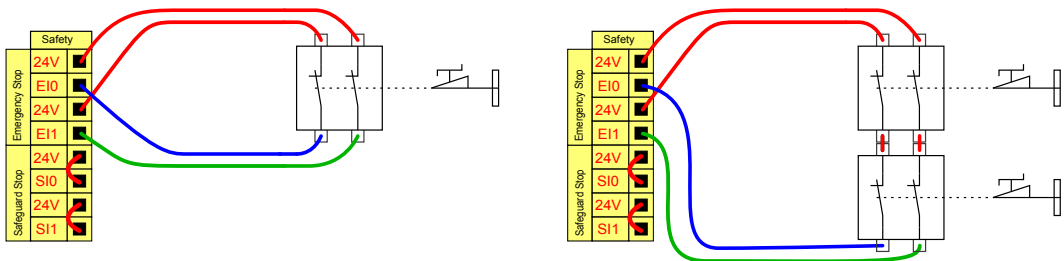 Safety
Emergency Stop
24V
EI0
24V
EI1
Safeguard Stop
24V
SI0
24V
SI1
Safety
Emergency Stop
24V
EI0
24V
EI1
Safeguard Stop
24V
SI0
24V
SI1